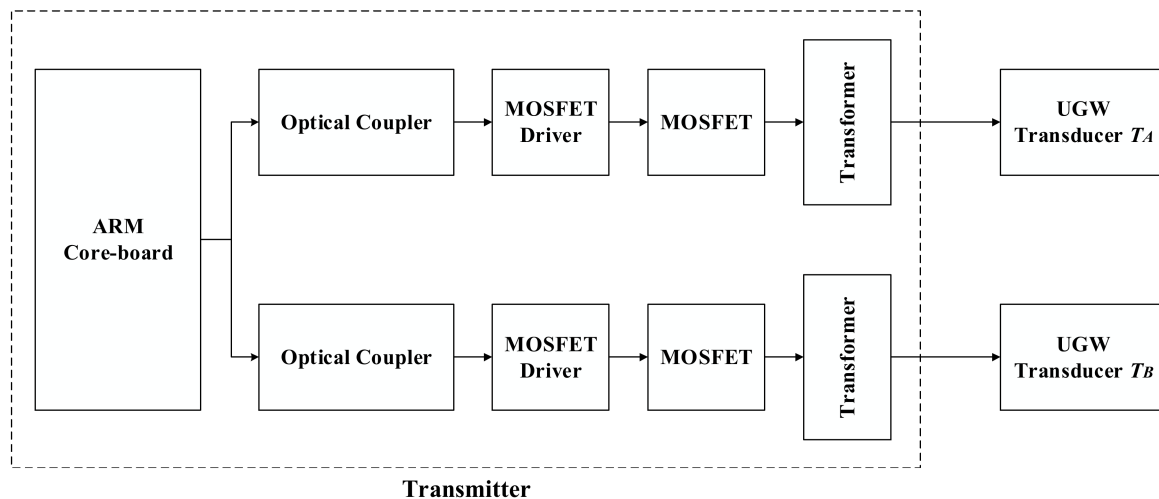 ARM
Core-board
Optical Coupler
MOSFET
Driver
MOSFET
Transformer
UGW
Transducer TA
Optical Coupler
MOSFET
Driver
MOSFET
Transformer
UGW
Transducer TB
Transmitter